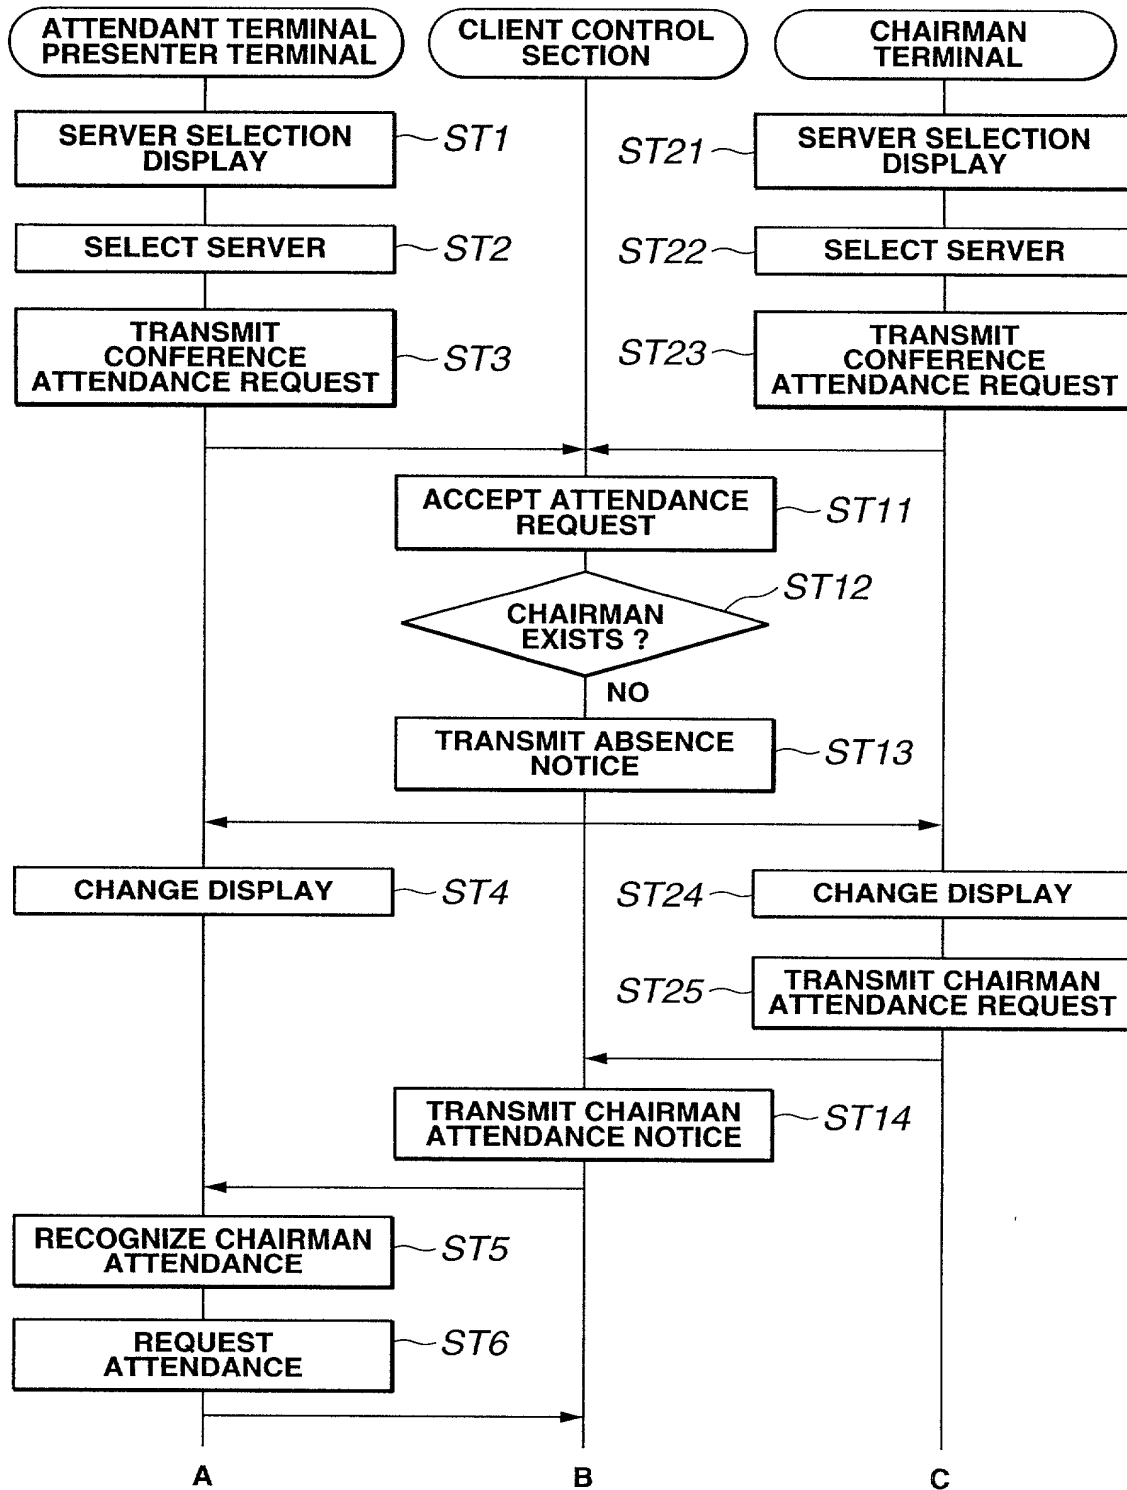 ATTENDANT TERMINAL
PRESENTER TERMINAL
CLIENT CONTROL
SECTION
CHAIRMAN
TERMINAL
SERVER SELECTION
DISPLAY
ST1
ST21
SERVER SELECTION
DISPLAY
SELECT SERVER
ST2
ST22
SELECT SERVER
TRANSMIT
CONFERENCE
ATTENDANCE REQUEST
ST3
ST23
TRANSMIT
CONFERENCE
ATTENDANCE REQUEST
ACCEPT ATTENDANCE
REQUEST
ST11
CHAIRMAN
EXISTS ?
ST12
NO
TRANSMIT ABSENCE
NOTICE
ST13
CHANGE DISPLAY
ST4
ST24
CHANGE DISPLAY
ST25
TRANSMIT CHAIRMAN
ATTENDANCE REQUEST
TRANSMIT CHAIRMAN
ATTENDANCE NOTICE
ST14
RECOGNIZE CHAIRMAN
ATTENDANCE
ST5
REQUEST
ATTENDANCE
ST6
A
B
C